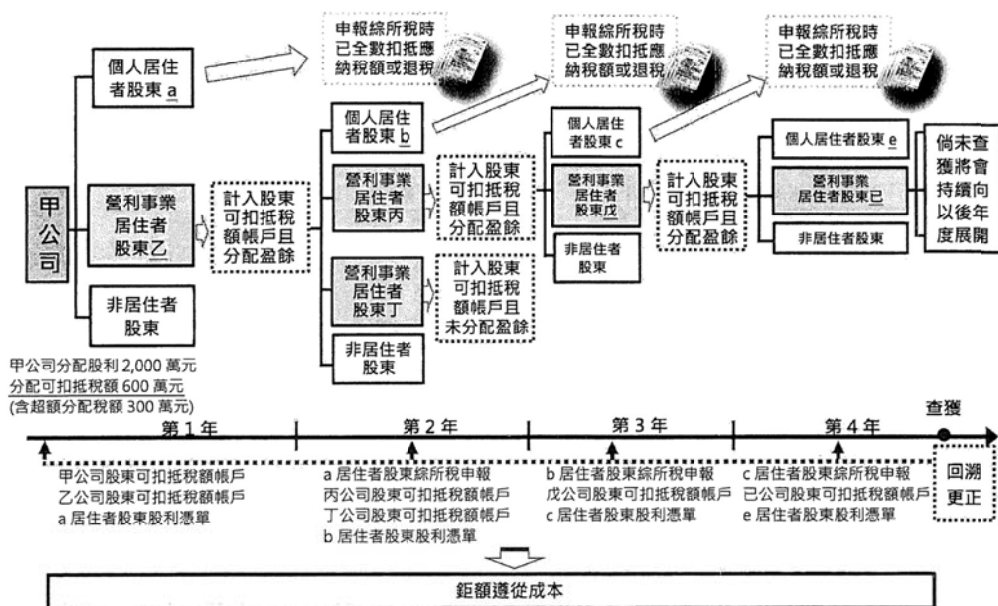 申報綜所稅時
已全數扣抵應
納稅額或退稅
申報綜所稅時
已全數扣抵應
納稅額或退稅
申報綜所稅時
已全數扣抵應
納稅額或退稅
甲公司
個人居住
者股東 a
營利事業
居住者
股東乙
非居住者
股東
計入股東
可扣抵稅
額帳戶且
分配盈餘
個人居住
者股東 b
營利事業
居住者
股東丙
營利事業
居住者
股東丁
非居住者
股東
計入股東
可扣抵稅
額帳戶且
分配盈餘
計入股東
可扣抵稅
額帳戶且
未分配盈餘
個人居住
者股東 c
營利事業
居住者
股東戊
非居住者
股東
計入股東
可扣抵稅
額帳戶且
分配盈餘
個人居住者股東 e
營利事業
居住者股東已
非居住者股東
倘未查
獲將會
持續向
以後年
度展開
甲公司分配股利 2,000 萬元
分配可扣抵稅額 600 萬元
(含超額分配稅額 300 萬元)
第 1 年
第 2 年
第 3 年
第 4 年
查獲
甲公司股東可扣抵稅額帳戶
乙公司股東可扣抵稅額帳戶
a 居住者股東股利憑單
a 居住者股東綜所稅申報
丙公司股東可扣抵稅額帳戶
丁公司股東可扣抵稅額帳戶
b 居住者股東股利憑單
b 居住者股東綜所稅申報
戊公司股東可扣抵稅額帳戶
c 居住者股東股利憑單
c 居住者股東綜所稅申報
已公司股東可扣抵稅額帳戶
e 居住者股東股利憑單
回溯
更正
鉅額遵從成本